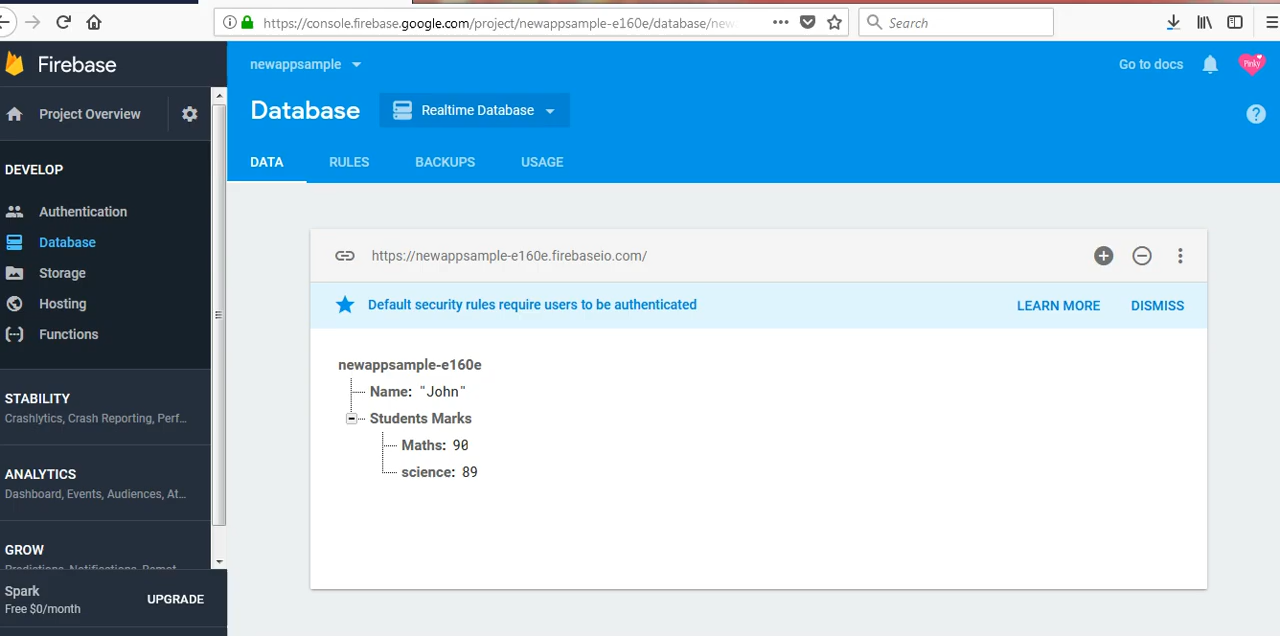 https://console.firebase.google.com/project/newappsample-e160e/database/new
Search
Firebase
newappsample
Go to docs
Pinky
Project Overview
Database
Realtime Database
?
DATA
RULES
BACKUPS
USAGE
DEVELOP
Authentication
Database
Storage
Hosting
Functions
https://newappsample-e160e.firebaseio.com/
Default security rules require users to be authenticated
LEARN MORE
DISMISS
newappsample-e160e
Name: "John"
Students Marks
Maths: 90
science: 89
STABILITY
Crashlytics, Crash Reporting, Perf...
ANALYTICS
Dashboard, Events, Audiences, At...
GROW
Predictions, Notifications, Remot...
Spark
Free $0/month
UPGRADE